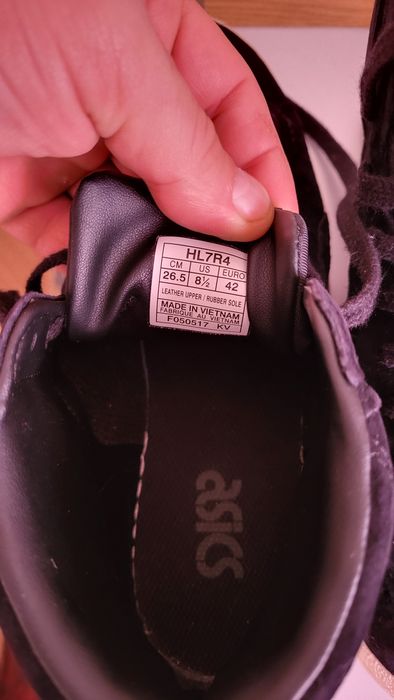 HL7R4
CM US EURO
26.5 8½ 42
LEATHER UPPER / RUBBER SOLE
MADE IN VIETNAM
FABRIQUE AU VIETNAM
F050517 KV
asics